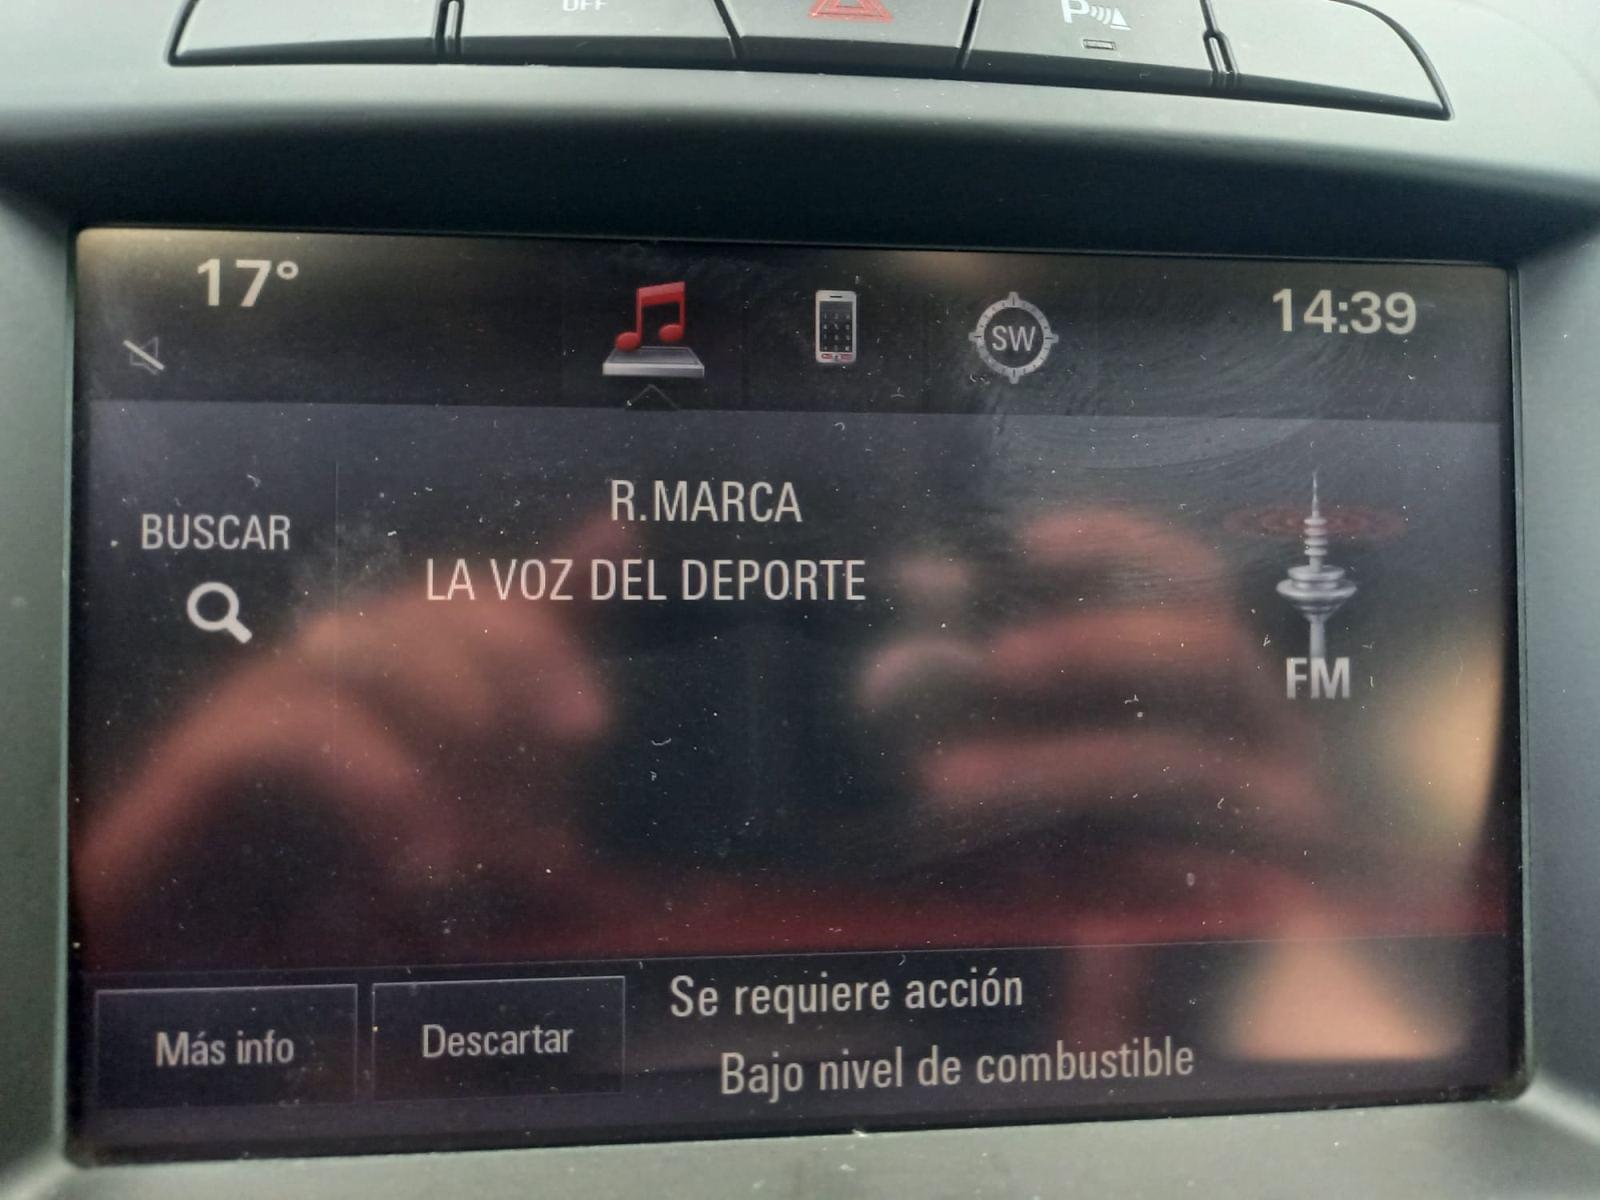 OFF
P
17°
SW
14:39
BUSCAR
R.MARCA
LA VOZ DEL DEPORTE
FM
Más info
Descartar
Se requiere acción
Bajo nivel de combustible